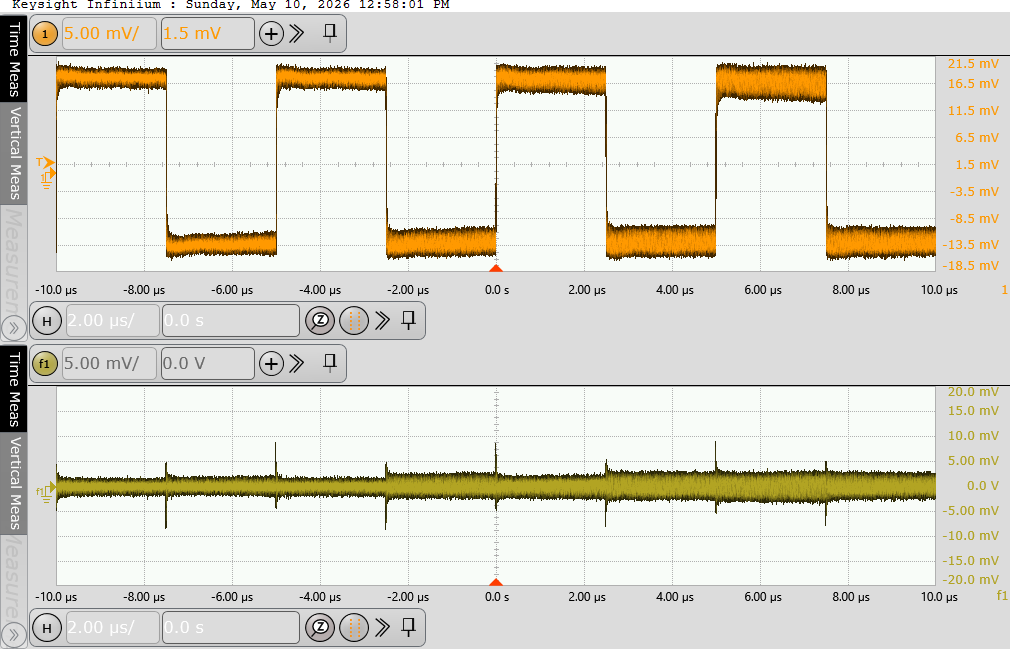 Keysight Infiniium : Sunday, May 10, 2026 12:58:01 PM
Time Meas
Vertical Meas
1
5.00 mV/
1.5 mV
+
21.5 mV
16.5 mV
11.5 mV
6.5 mV
1.5 mV
-3.5 mV
-8.5 mV
-13.5 mV
-18.5 mV
T
1
-10.0 µs
-8.00 µs
-6.00 µs
-4.00 µs
-2.00 µs
0.0 s
2.00 µs
4.00 µs
6.00 µs
8.00 µs
10.0 µs
1
H
2.00 µs/
0.0 s
Z
Time Meas
Vertical Meas
f1
5.00 mV/
0.0 V
+
20.0 mV
15.0 mV
10.0 mV
5.00 mV
0.0 V
-5.00 mV
-10.0 mV
-15.0 mV
-20.0 mV
f1
-10.0 µs
-8.00 µs
-6.00 µs
-4.00 µs
-2.00 µs
0.0 s
2.00 µs
4.00 µs
6.00 µs
8.00 µs
10.0 µs
f1
H
2.00 µs/
0.0 s
Z